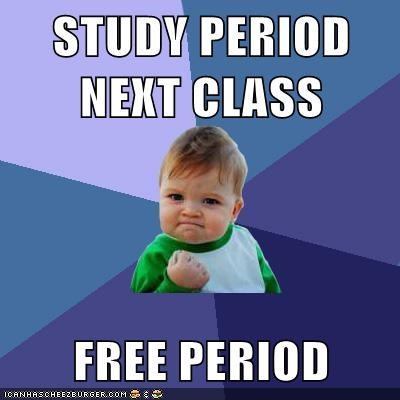 STUDY PERIOD
NEXT CLASS
FREE PERIOD
ICANHASCHEEZBURGER.COM